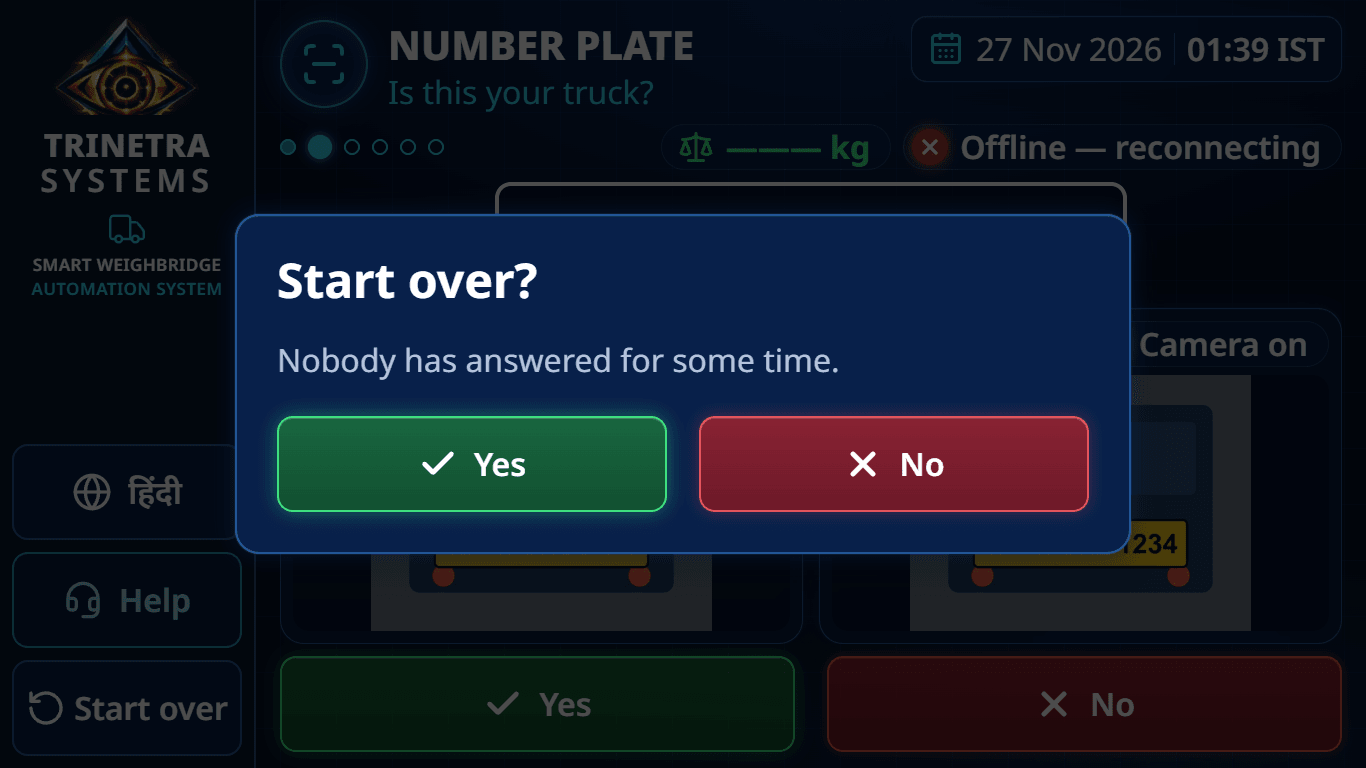 TRINETRA
SYSTEMS
SMART WEIGHBRIDGE
AUTOMATION SYSTEM
हिंदी
Help
Start over
NUMBER PLATE
Is this your truck?
27 Nov 2026 01:39 IST
——— kg
Offline — reconnecting
Camera on
Start over?
Nobody has answered for some time.
Yes
No
1234
Yes
No